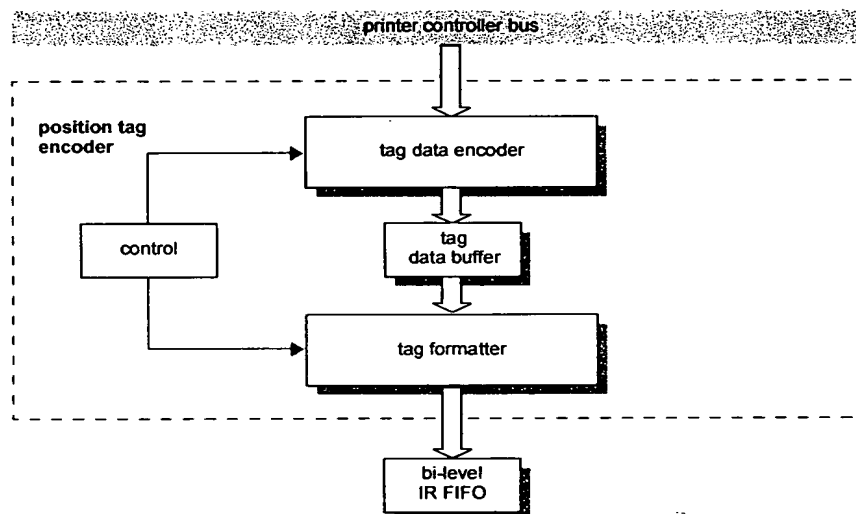 printer controller bus
position tag
encoder
tag data encoder
control
tag
data buffer
tag formatter
bi-level
IR FIFO